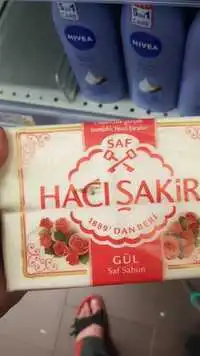 NIVEA
NIVEA
SAF
HACI ŞAKİR
1889'DAN BERİ
GÜL
Saf Sabun